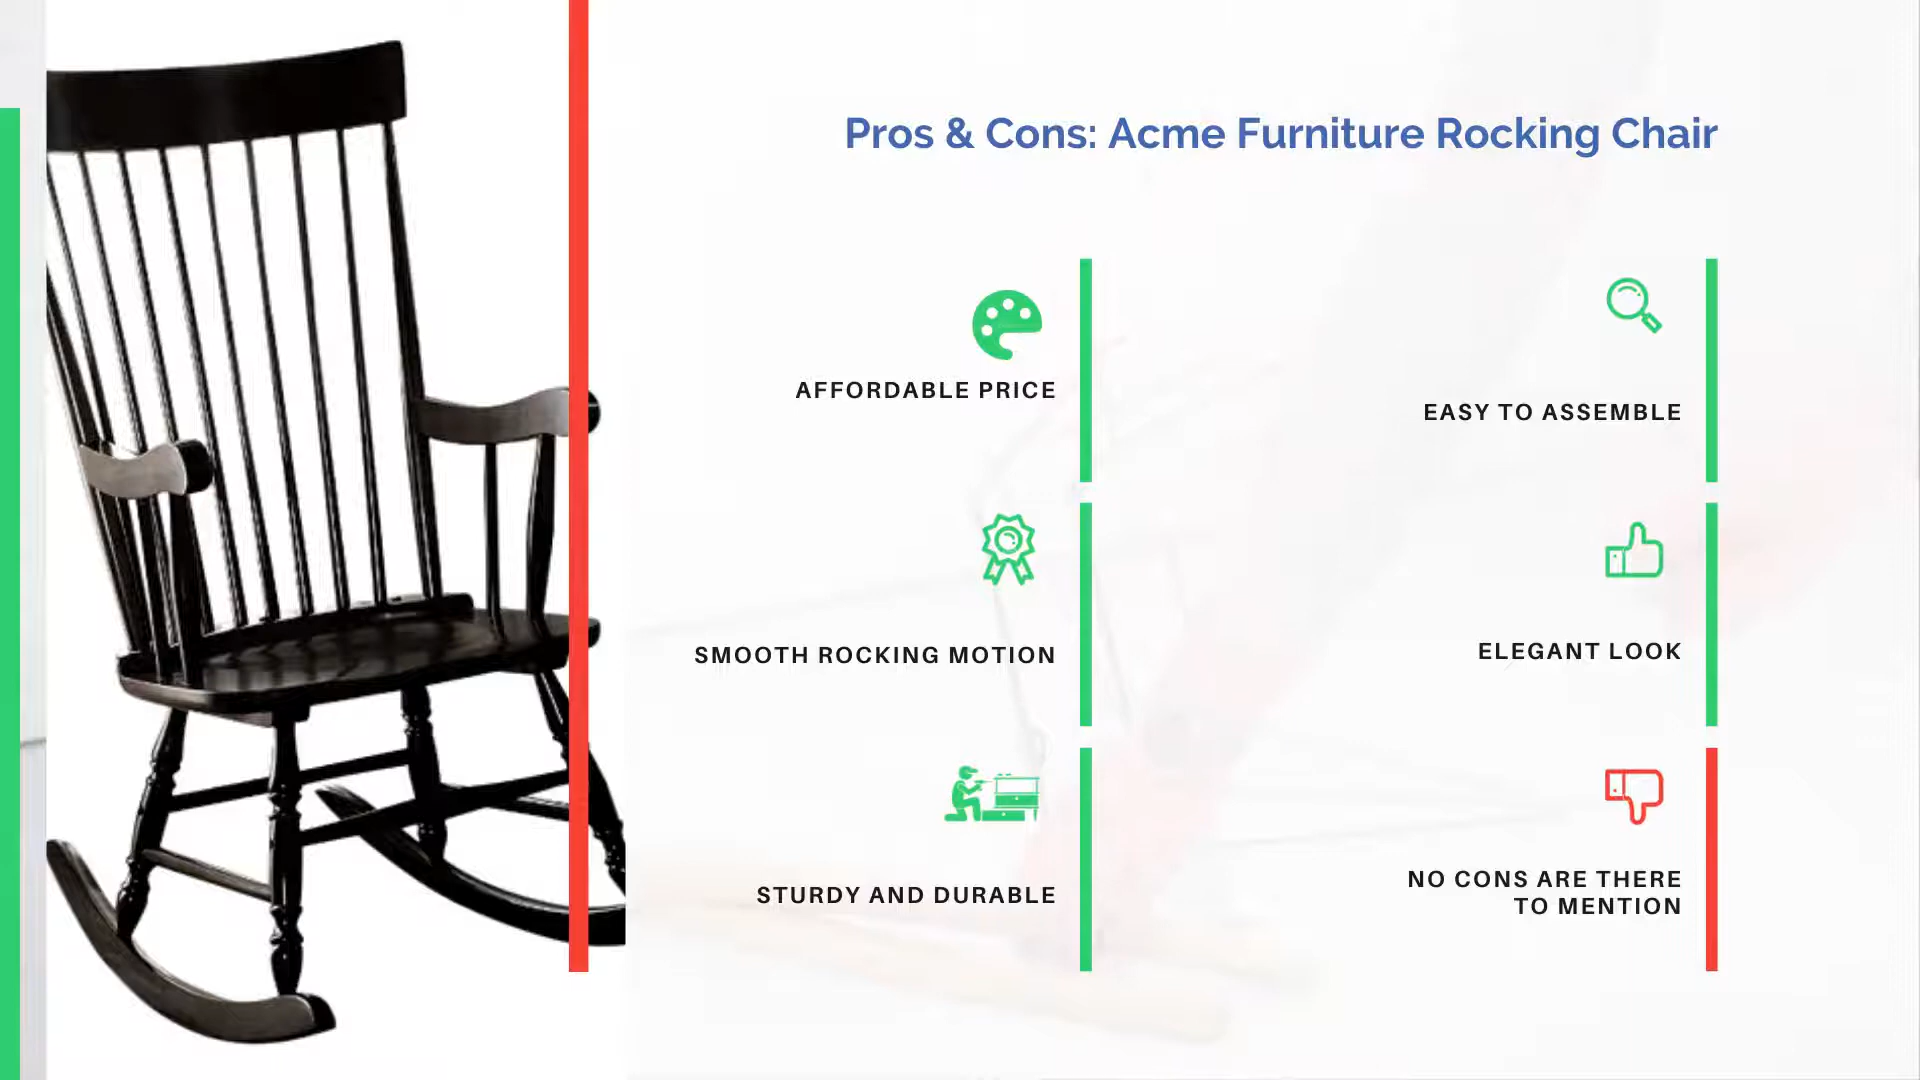 Pros & Cons: Acme Furniture Rocking Chair
AFFORDABLE PRICE
EASY TO ASSEMBLE
SMOOTH ROCKING MOTION
ELEGANT LOOK
STURDY AND DURABLE
NO CONS ARE THERE
TO MENTION